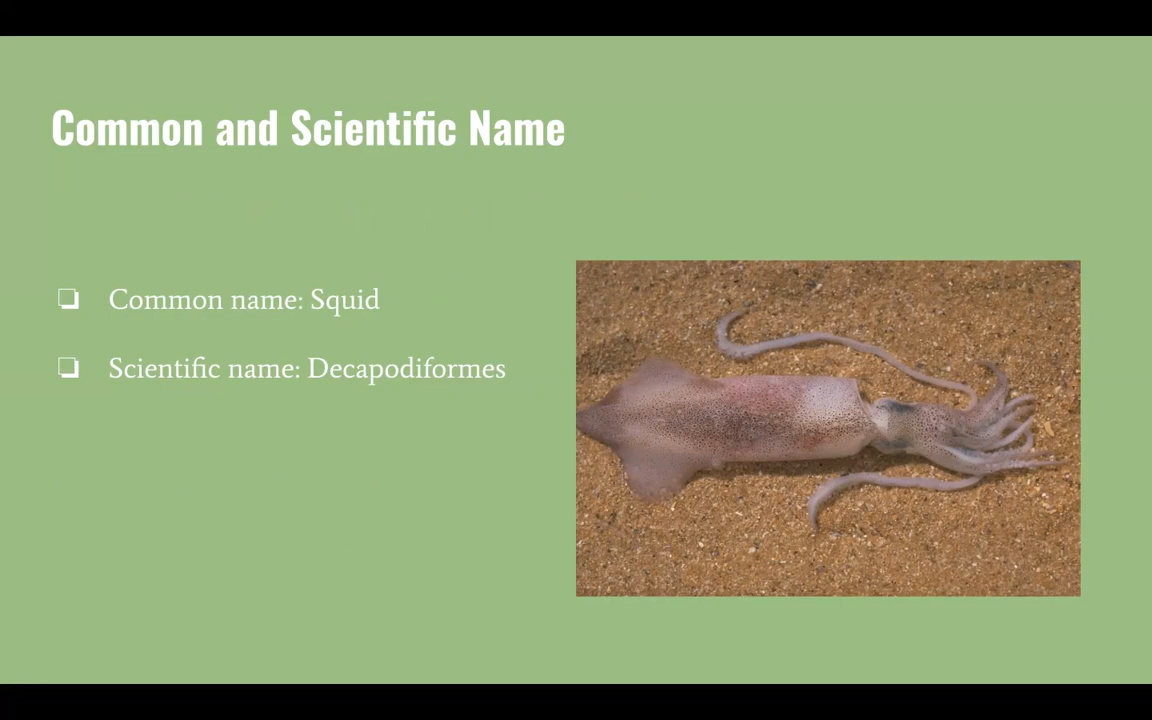 Common and Scientific Name
Common name: Squid
Scientific name: Decapodiformes